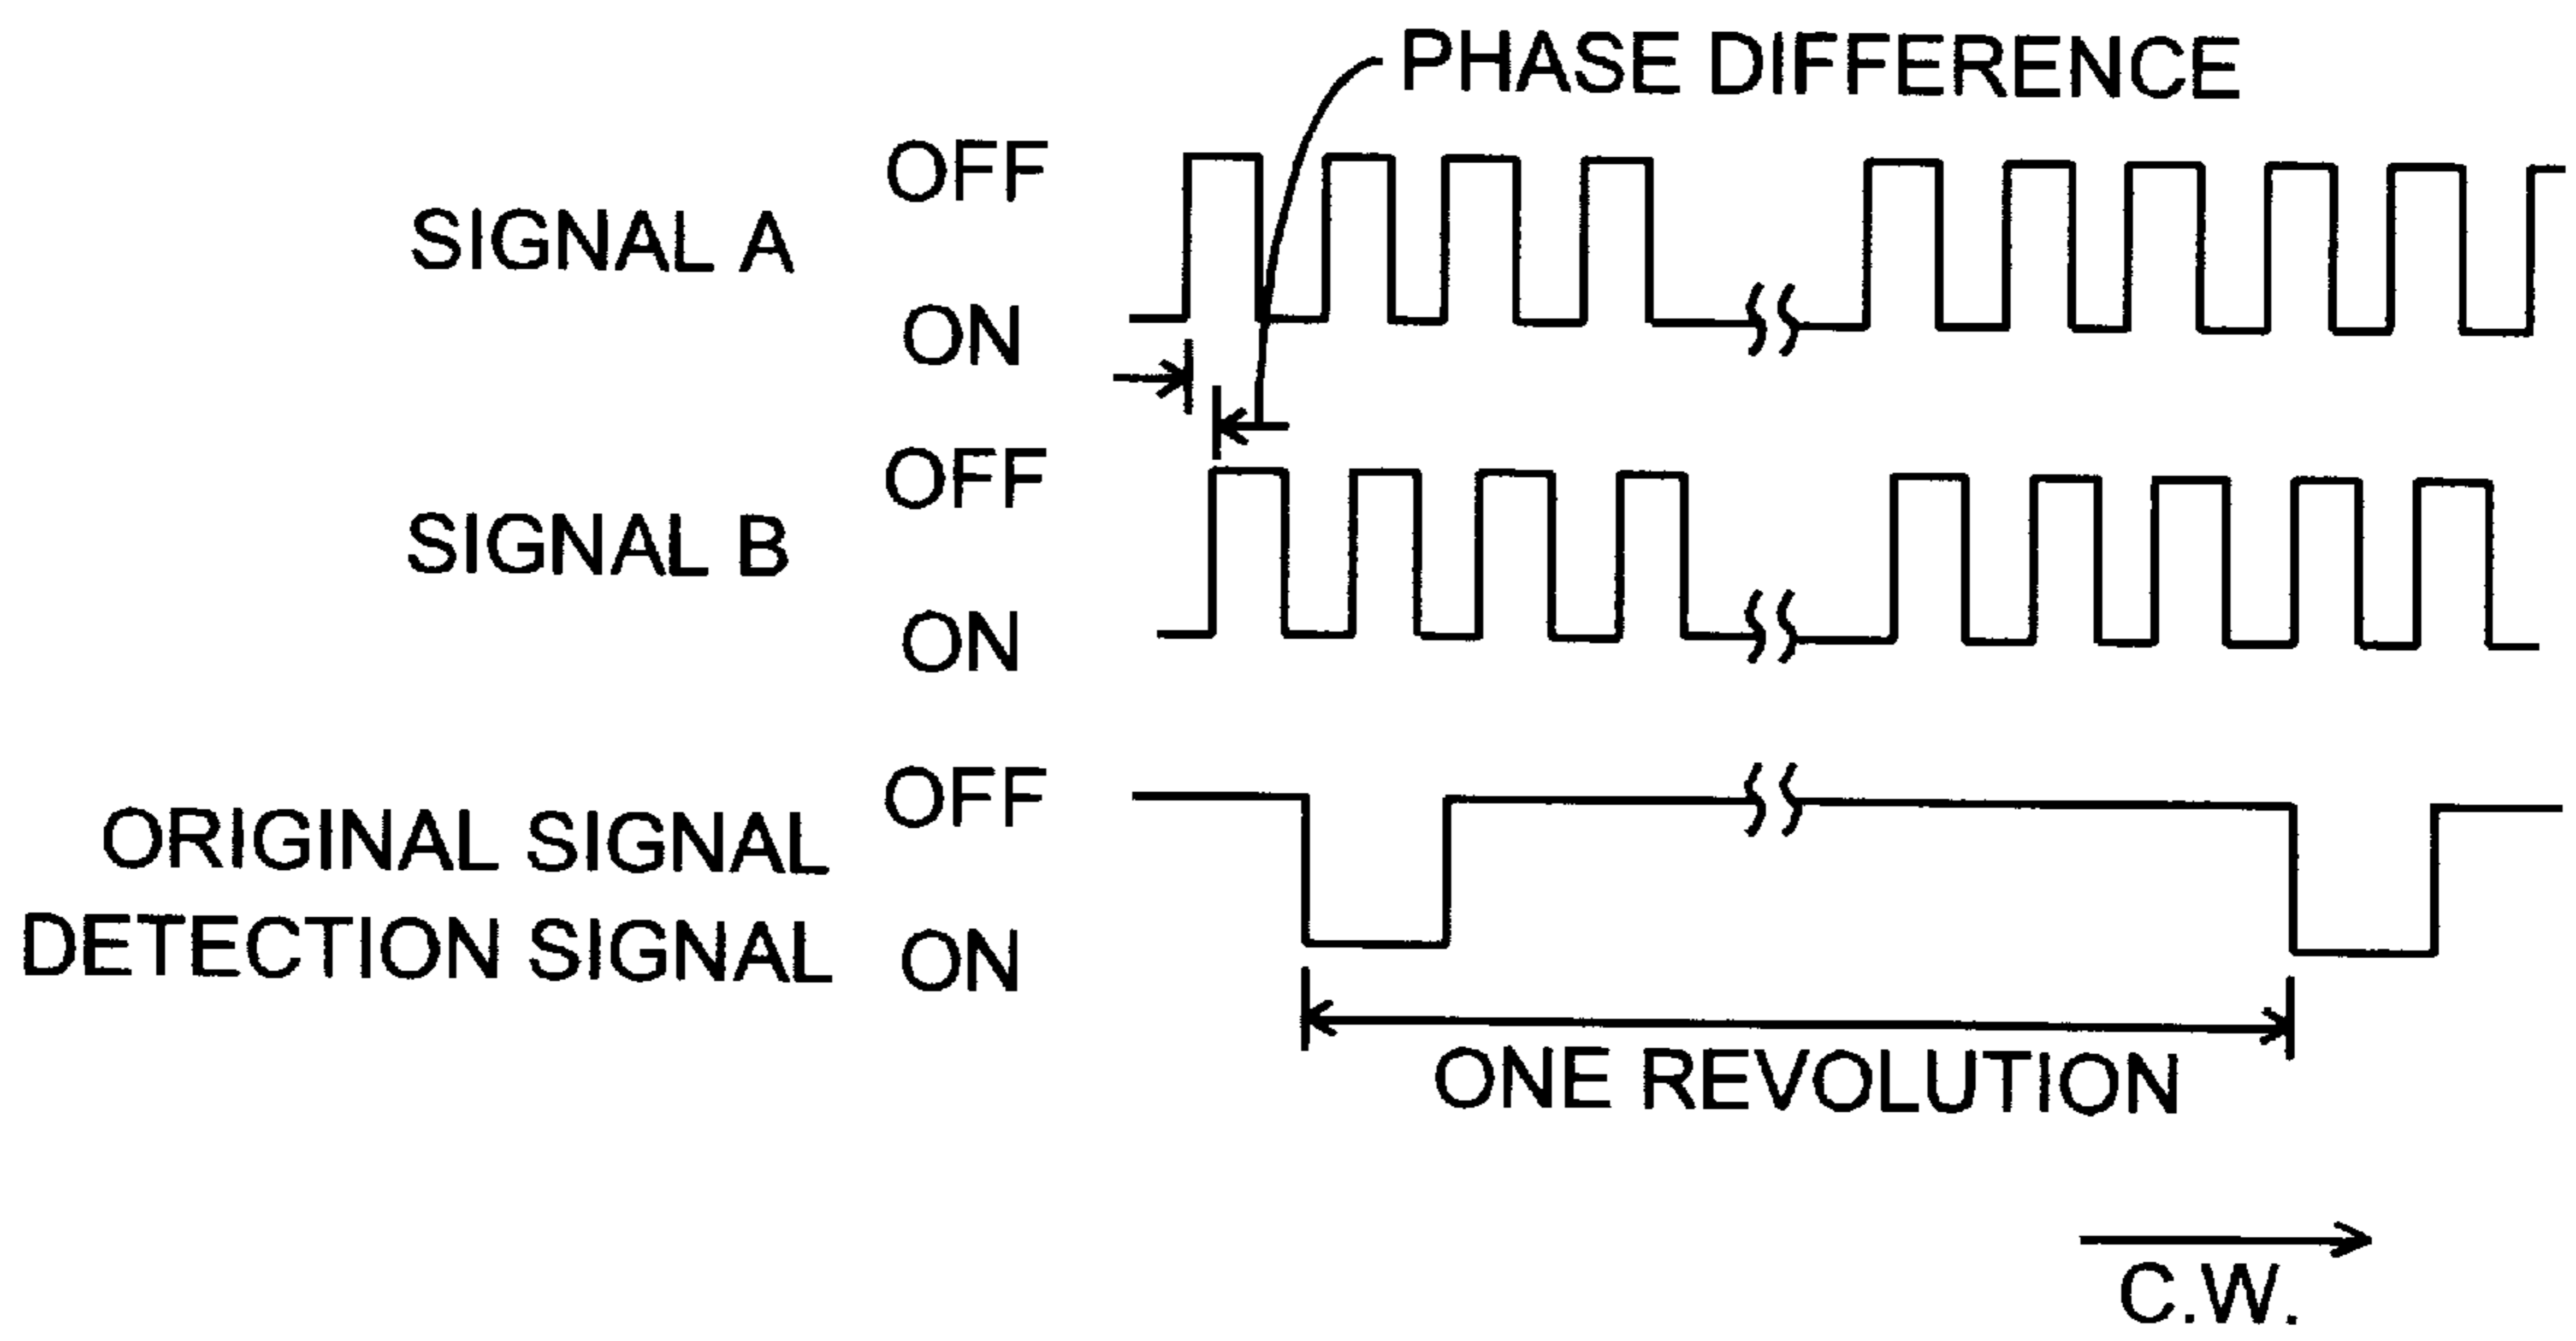 PHASE DIFFERENCE
OFF
SIGNAL A
ON
OFF
SIGNAL B
ON
OFF
ORIGINAL SIGNAL
DETECTION SIGNAL
ON
ONE REVOLUTION
C.W.